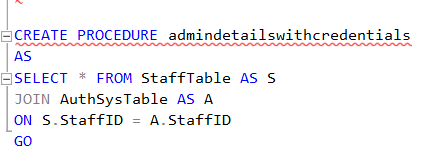 CREATE PROCEDURE admindetailswithcredentials
AS
SELECT * FROM StaffTable AS S
JOIN AuthSysTable AS A
ON S.StaffID = A.StaffID
GO